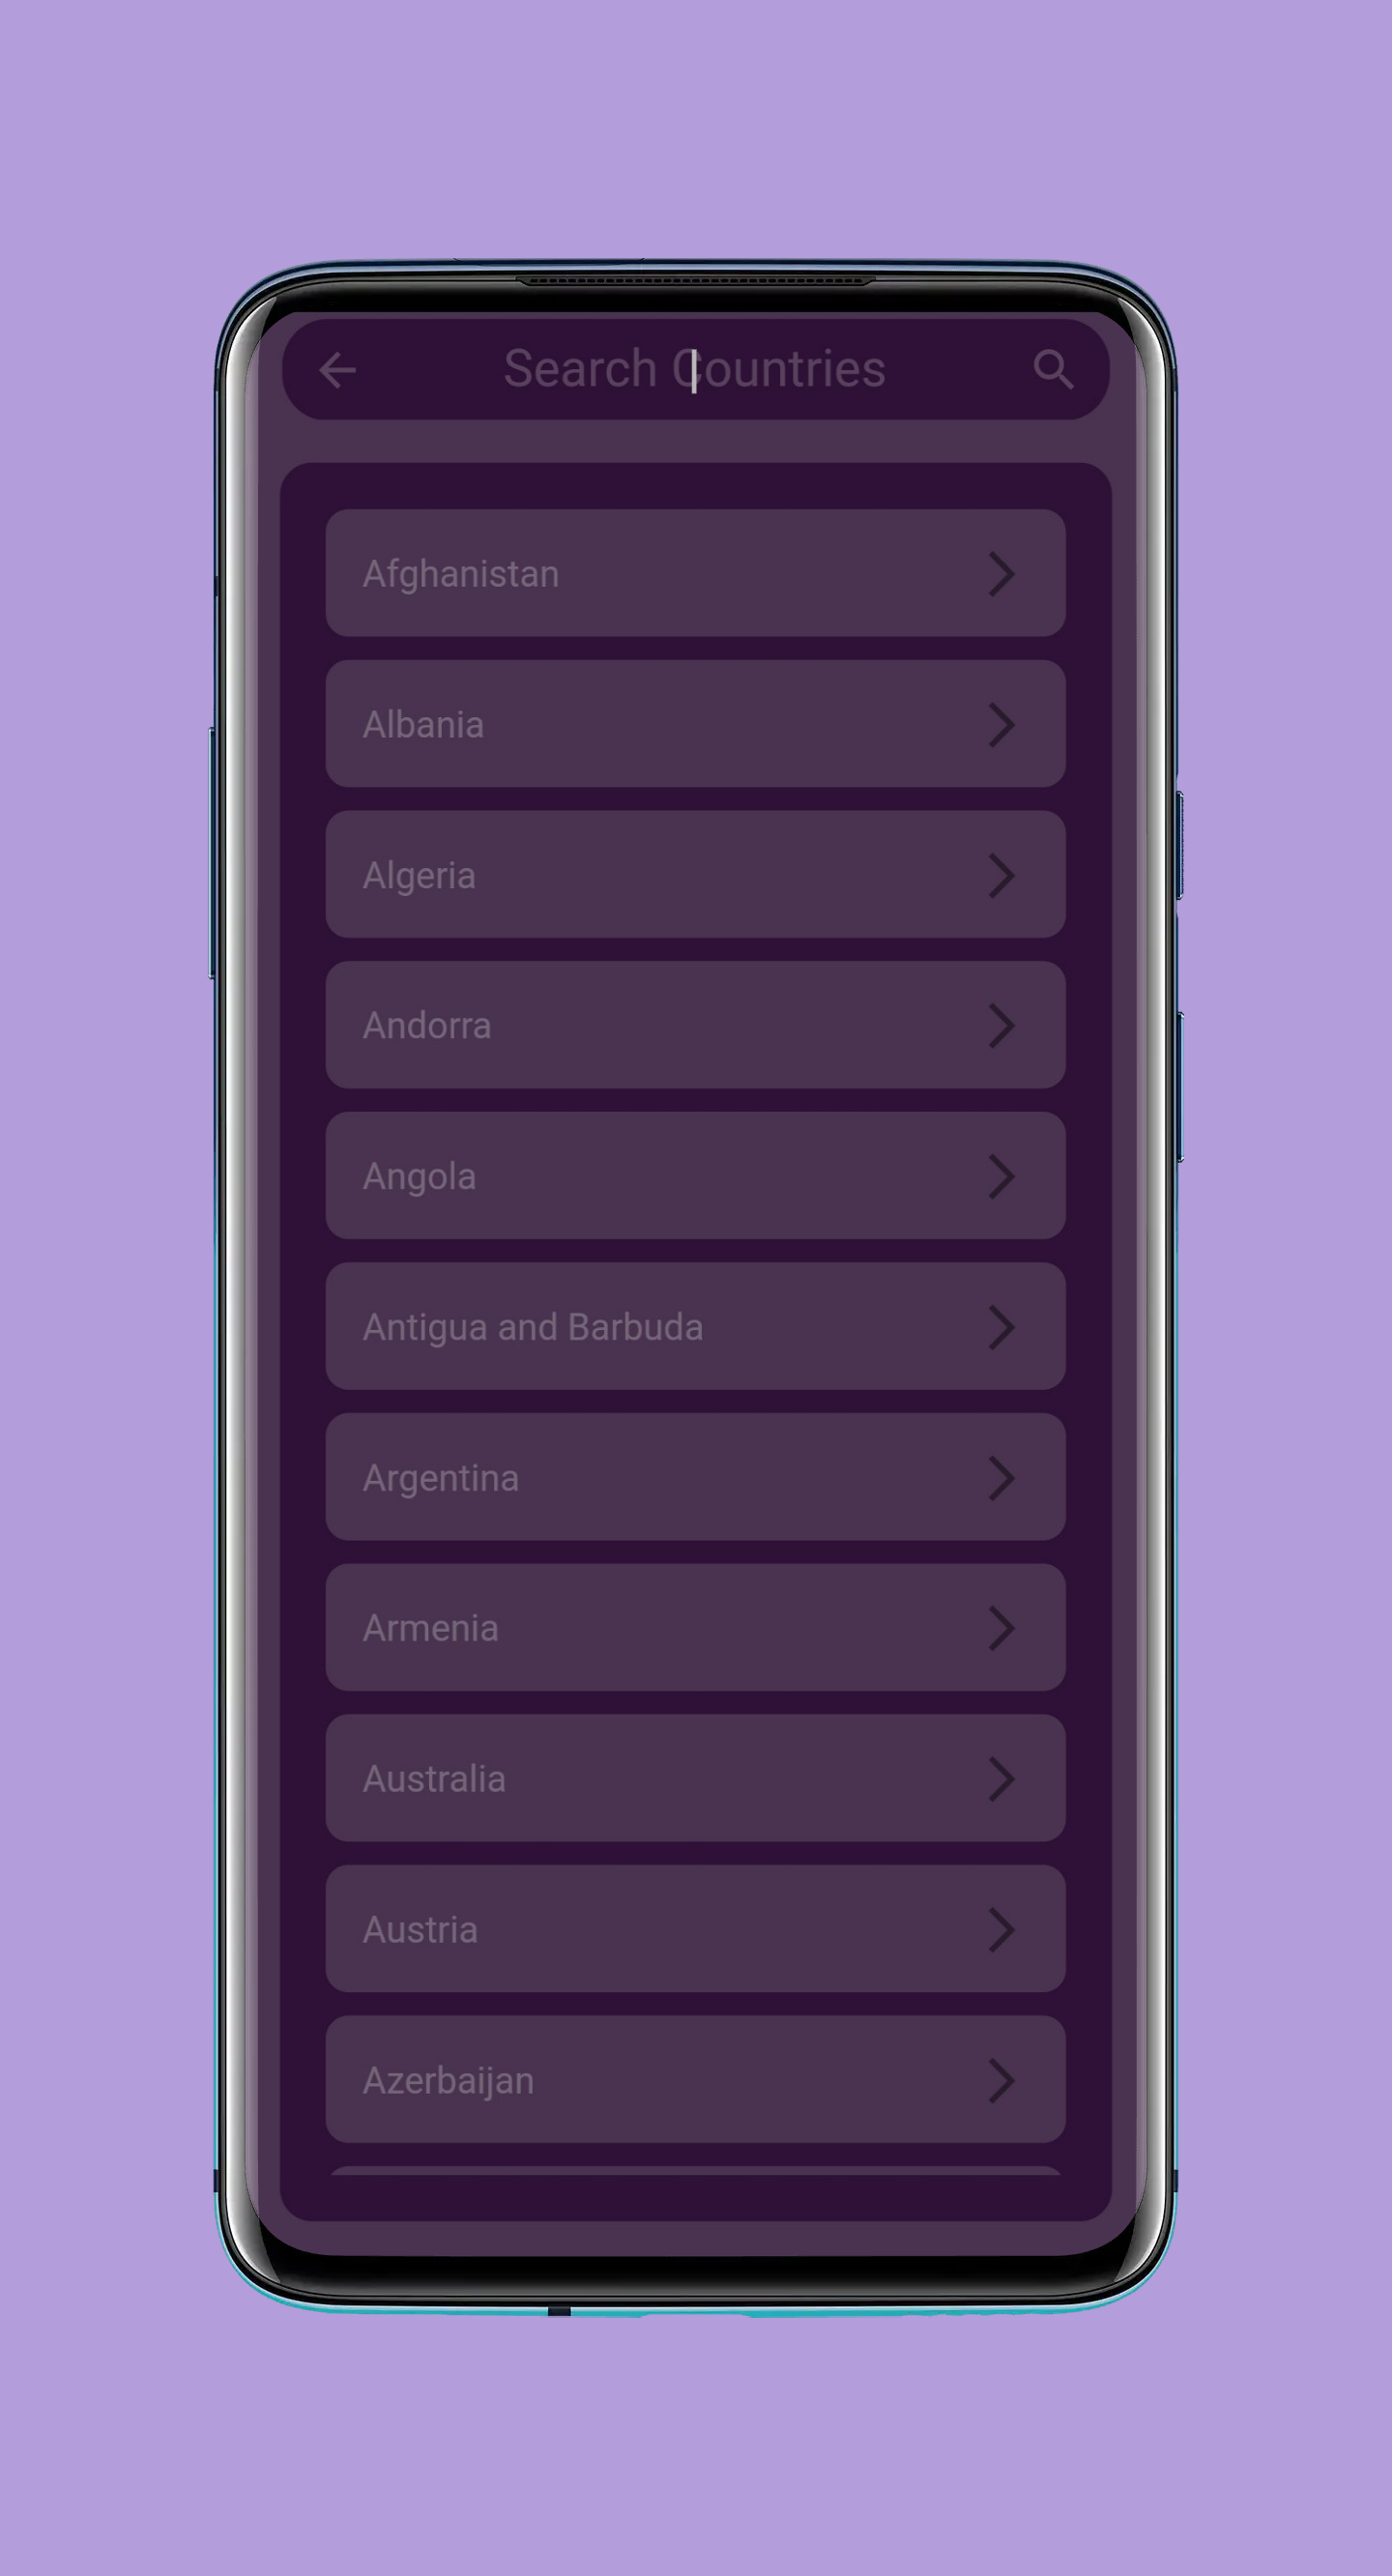 Search Countries
Afghanistan
Albania
Algeria
Andorra
Angola
Antigua and Barbuda
Argentina
Armenia
Australia
Austria
Azerbaijan